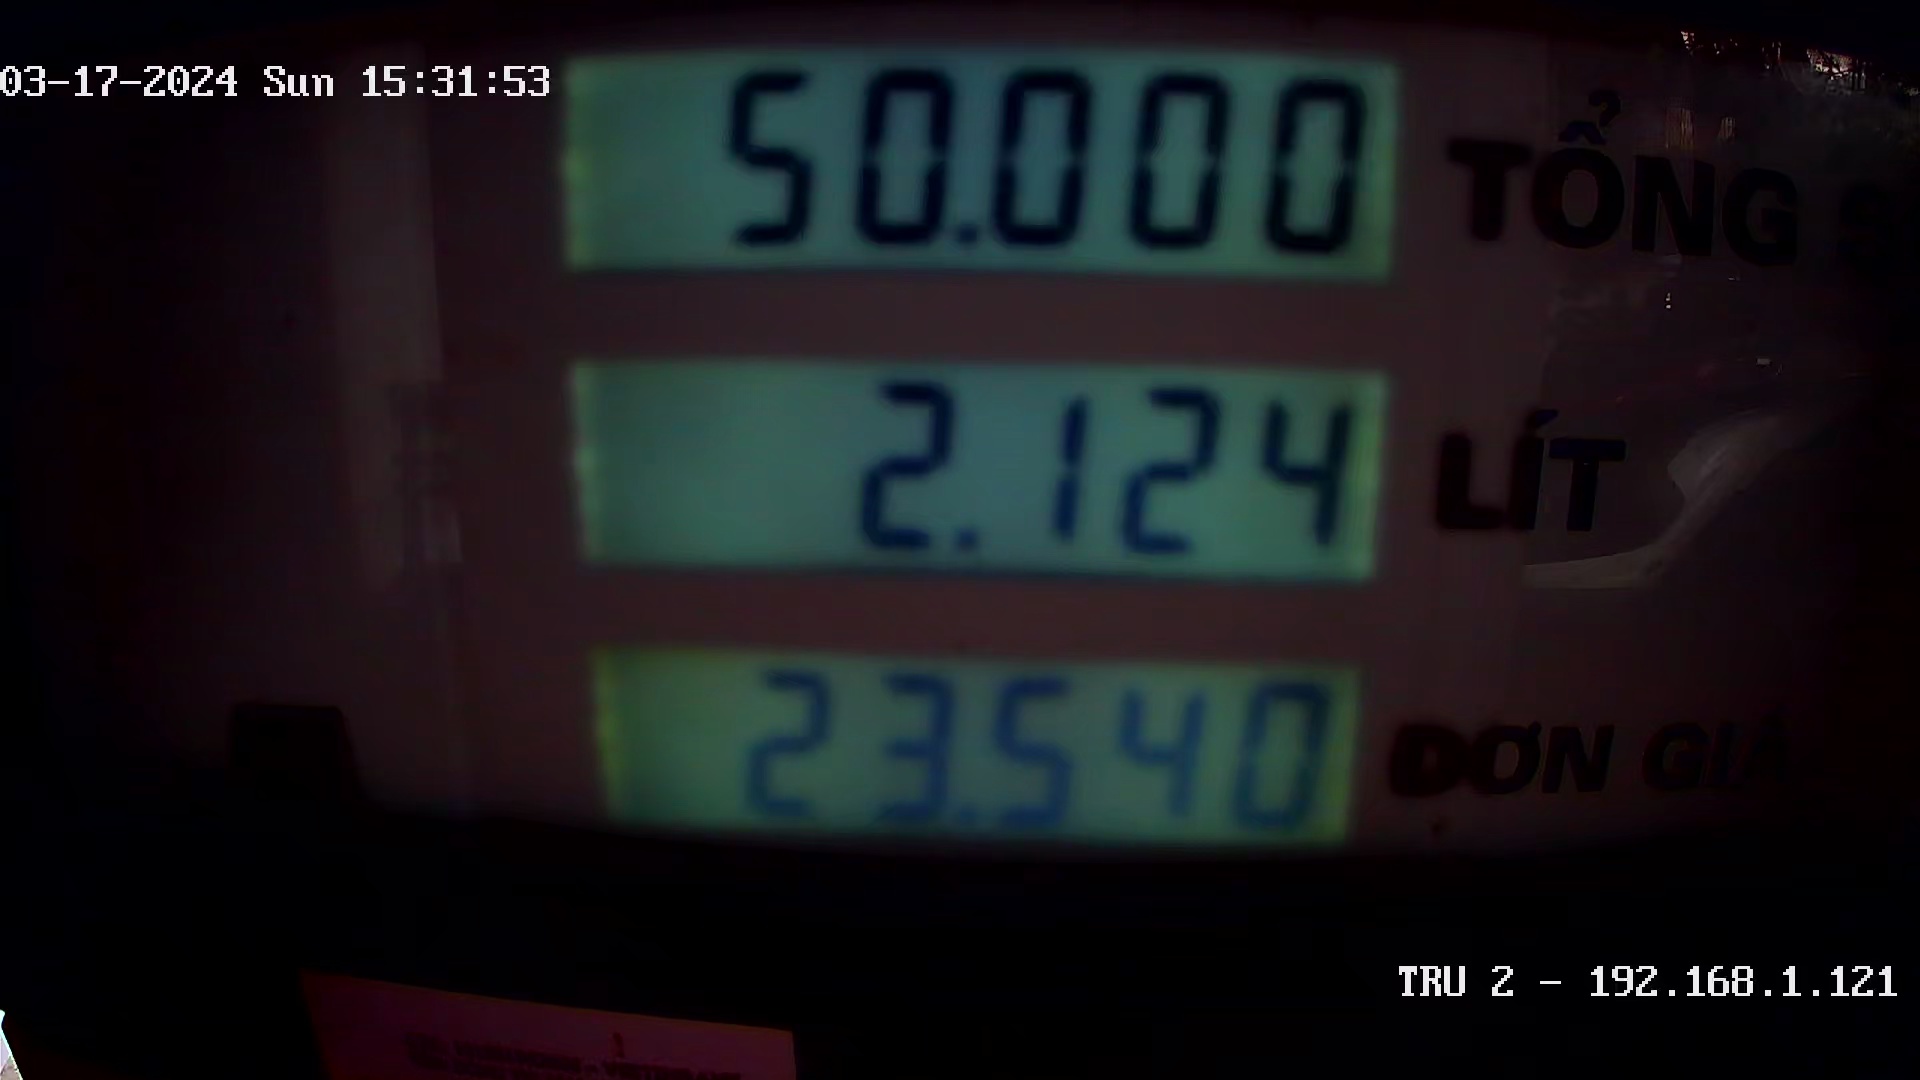 03-17-2024 Sun 15:31:53
50.000 TỔNG
2.124 LÍT
23.540 ĐƠN GIÁ
TRU 2 - 192.168.1.121